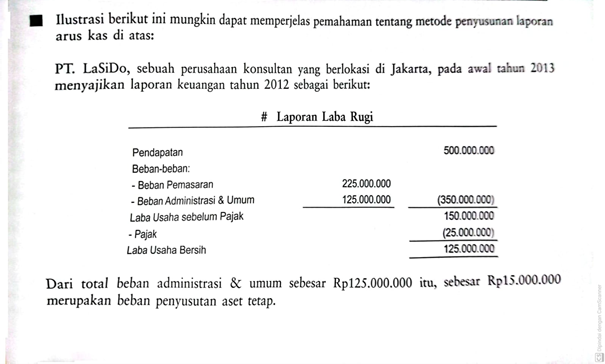 Ilustrasi berikut ini mungkin dapat memperjelas pemahaman tentang metode penyusunan laporan
arus kas di atas:
PT. LaSiDo, sebuah perusahaan konsultan yang berlokasi di Jakarta, pada awal tahun 2013
menyajikan laporan keuangan tahun 2012 sebagai berikut:
# Laporan Laba Rugi
Pendapatan 500.000.000
Beban-beban:
- Beban Pemasaran 225.000.000
- Beban Administrasi & Umum 125.000.000 (350.000.000)
Laba Usaha sebelum Pajak 150.000.000
- Pajak (25.000.000)
Laba Usaha Bersih 125.000.000
Dari total beban administrasi & umum sebesar Rp125.000.000 itu, sebesar Rp15.000.000
merupakan beban penyusutan aset tetap.
Dipindai dengan CamScanner